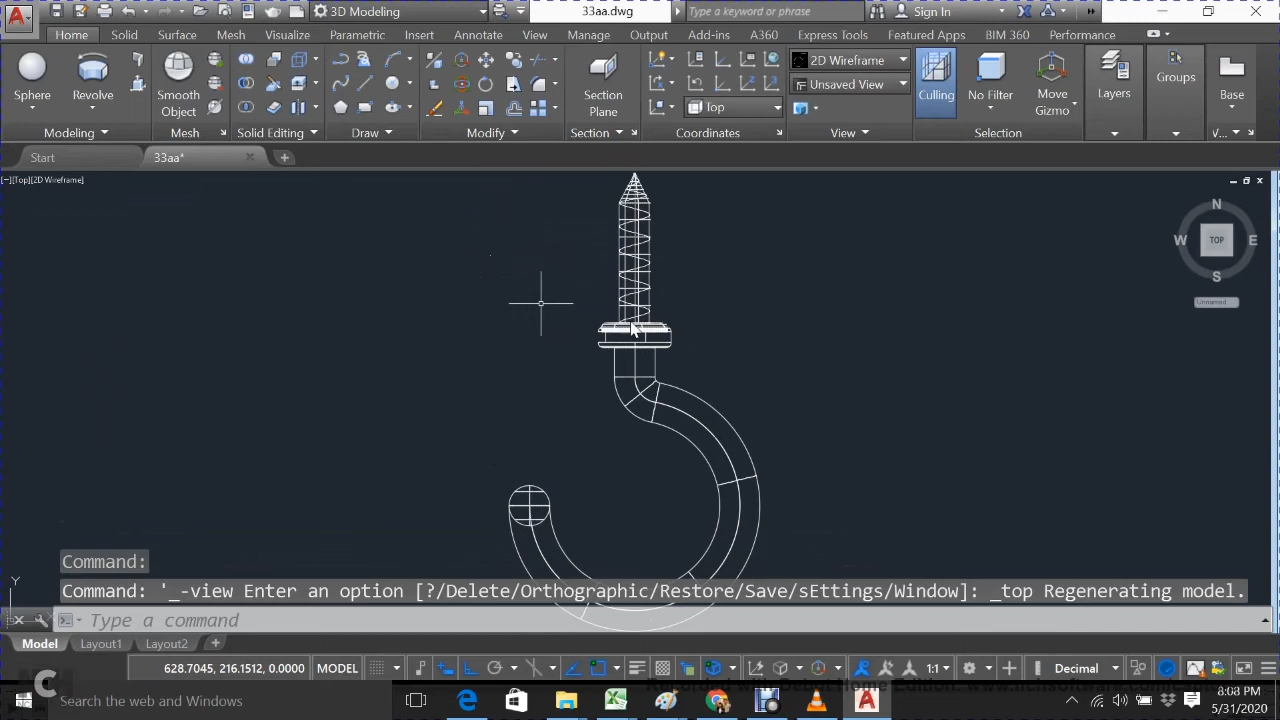 3D Modeling
33aa.dwg
Type a keyword or phrase
Sign In
Home
Solid
Surface
Mesh
Visualize
Parametric
Insert
Annotate
View
Manage
Output
Add-ins
A360
Express Tools
Featured Apps
BIM 360
Performance
Sphere
Revolve
Smooth
Object
Section
Plane
Top
2D Wireframe
Unsaved View
Culling
No Filter
Move
Gizmo
Layers
Groups
Base
Modeling
Mesh
Solid Editing
Draw
Modify
Section
Coordinates
View
Selection
V...
Start
33aa*
[−][Top][2D Wireframe]
N
W
TOP
E
S
Unnamed
Command:
Command: '_-view Enter an option [?/Delete/Orthographic/Restore/Save/sEttings/Window]: _top Regenerating model.
Y
Type a command
Model
Layout1
Layout2
628.7045, 216.1512, 0.0000
MODEL
1:1
Decimal
Search the web and Windows
8:08 PM
5/31/2020